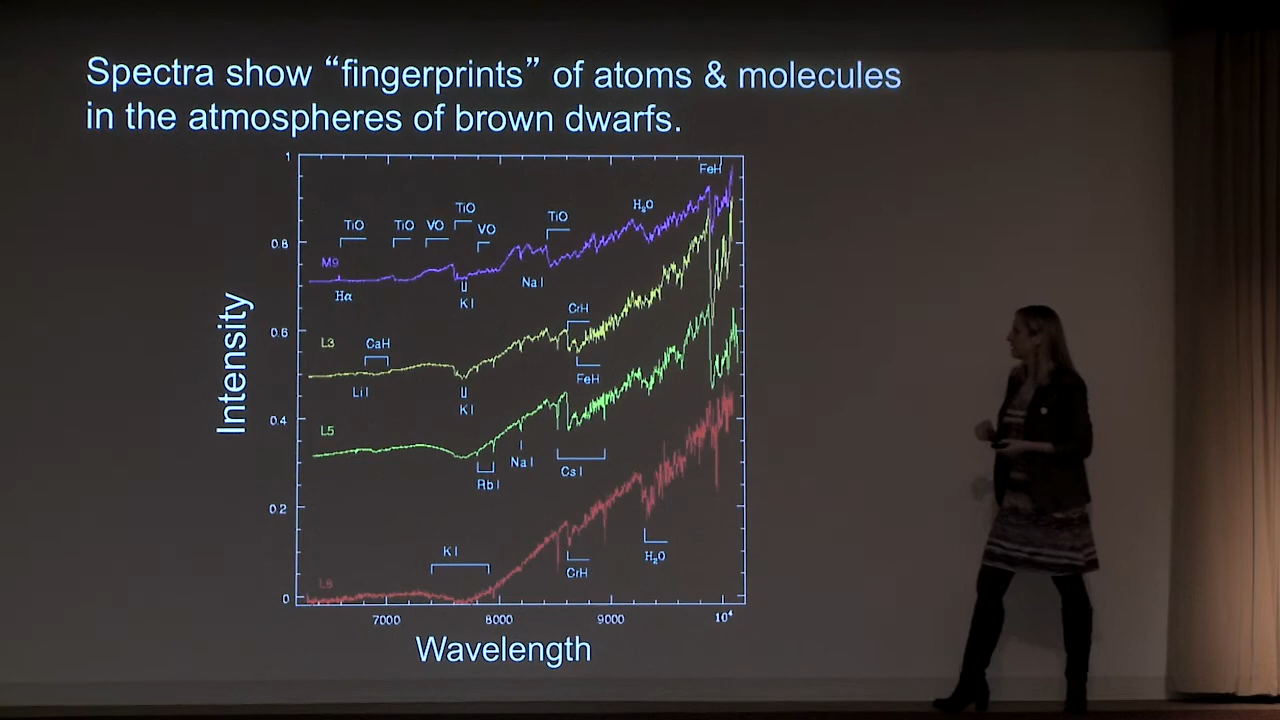 Spectra show “fingerprints” of atoms & molecules
in the atmospheres of brown dwarfs.
1
FeH
TiO H₂O
TiO TiO VO VO TiO
0.8
M9
Na I
Hα K I
CrH
0.6
L3 CaH
FeH
Li I K I
0.4
L5
Na I Cs I
Rb I
0.2
K I H₂O
CrH
0
7000 8000 9000 10⁴
Intensity
Wavelength